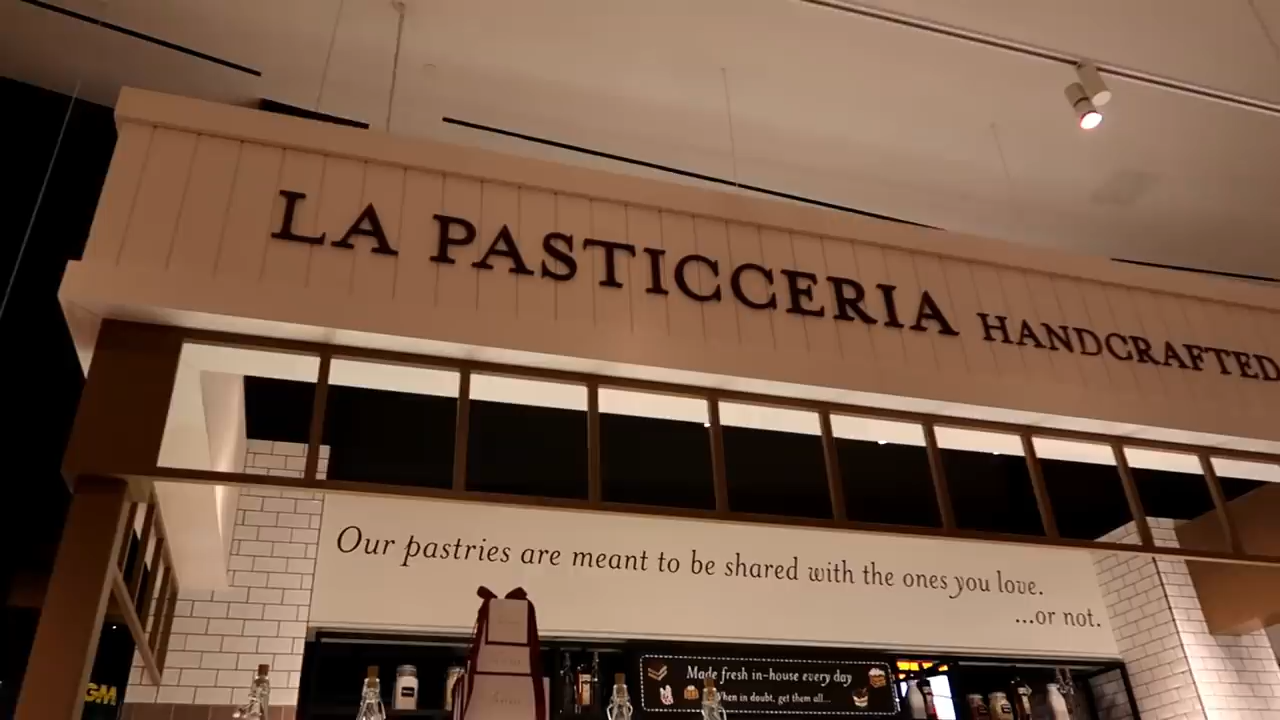 LA PASTICCERIA HANDCRAFTED
Our pastries are meant to be shared with the ones you love.
...or not.
Made fresh in-house every day
When in doubt, get them all...
GM